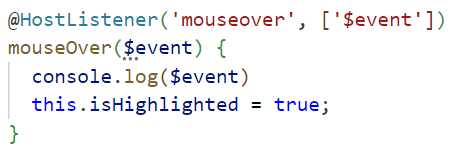 @HostListener('mouseover', ['$event'])
mouseOver($event) {
  console.log($event)
  this.isHighlighted = true;
}